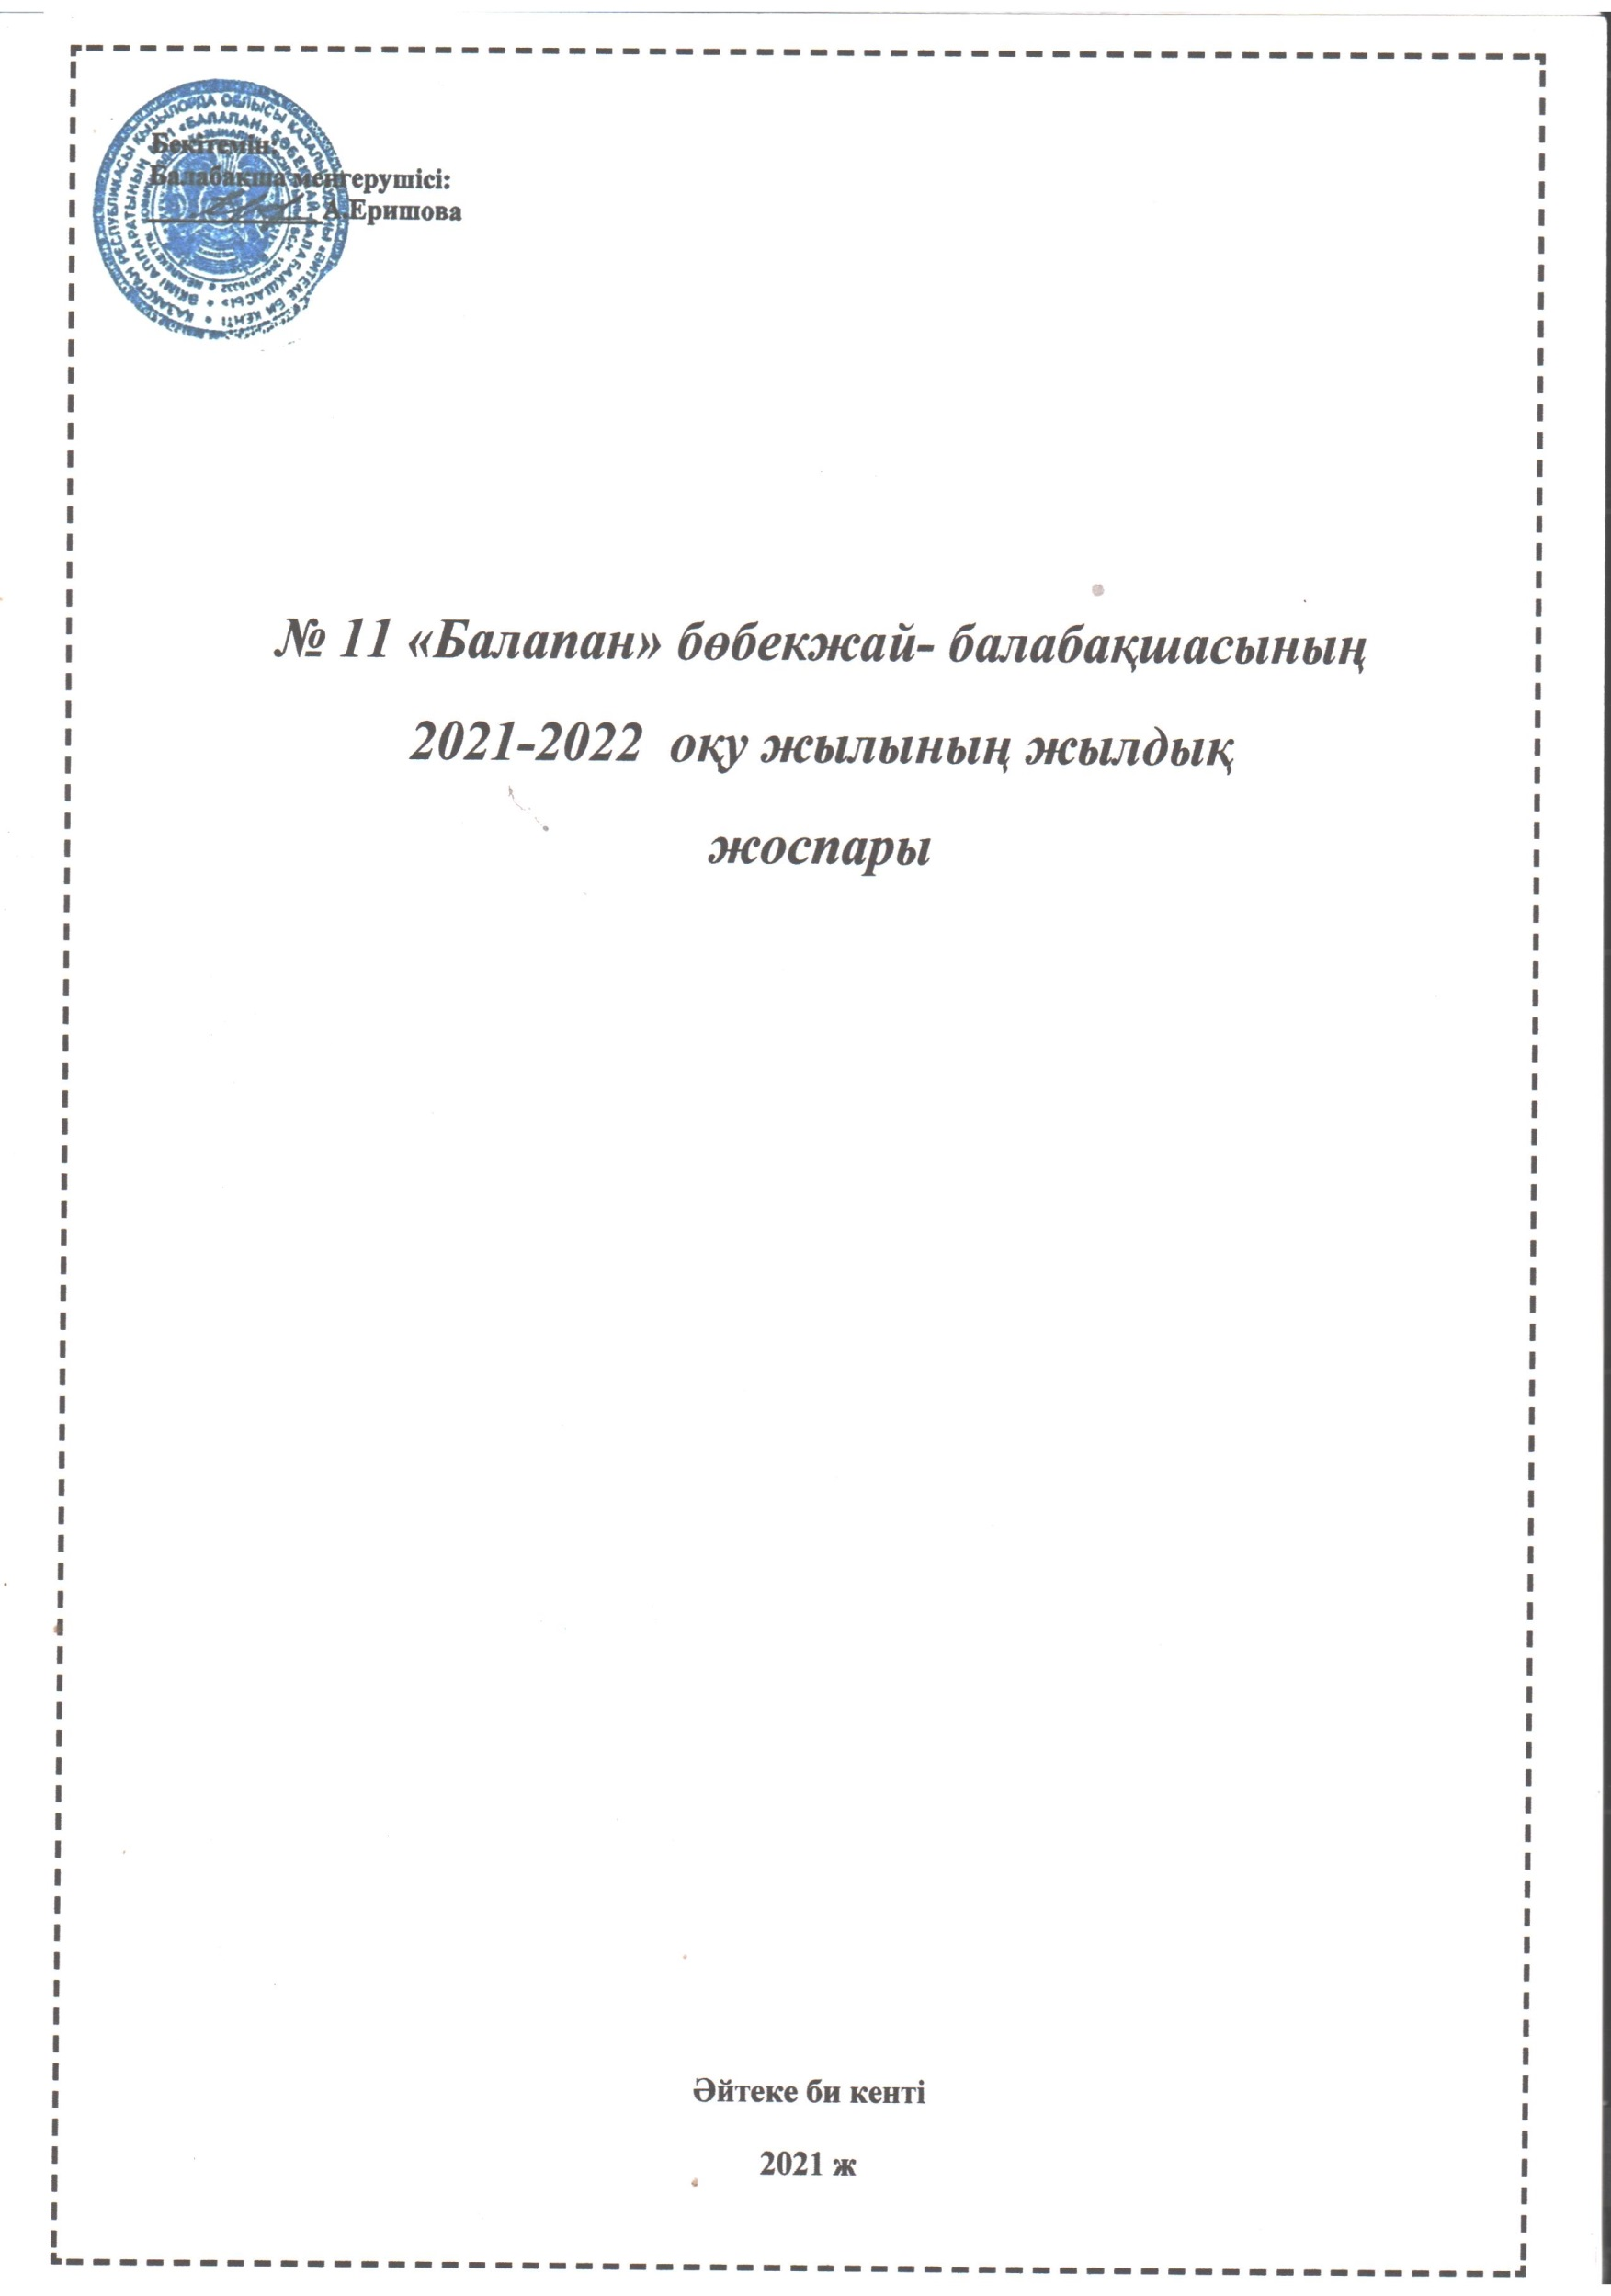 Бекітемін:
Балабақша меңгерушісі:
А.Еришова
№ 11 «Балапан» бөбекжай- балабақшасының
2021-2022 оқу жылының жылдық
жоспары
Әйтеке би кенті
2021 ж